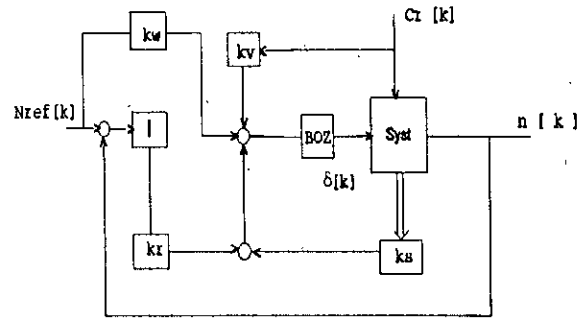 Cr [k]
kw
kv
Nref[k]
n [ k ]
BOZ
Syst
δ[k]
kr
ks